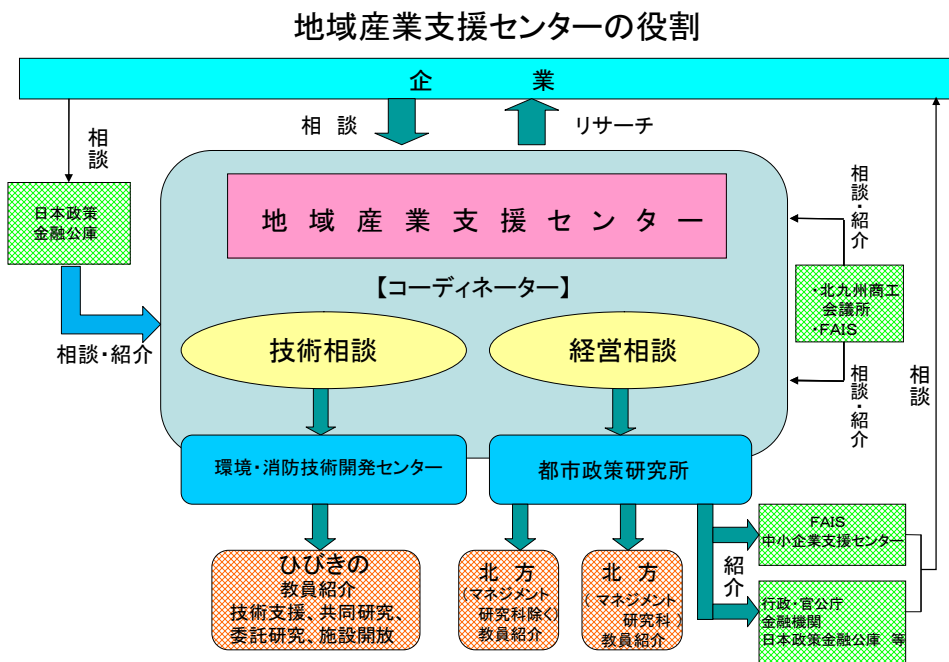 地域産業支援センターの役割
企 業
相 談
リサーチ
相談
日本政策
金融公庫
相談・紹介
地域産業支援センター
【コーディネーター】
技術相談
経営相談
相談・紹介
・北九州商工
会議所
・FAIS
相談・紹介
相談
環境・消防技術開発センター
都市政策研究所
ひびきの
教員紹介
技術支援、共同研究、
委託研究、施設開放
北 方
(マネジメント
研究科除く)
教員紹介
北 方
(マネジメント
研究科)
教員紹介
紹介
FAIS
中小企業支援センター
行政・官公庁
金融機関
日本政策金融公庫 等